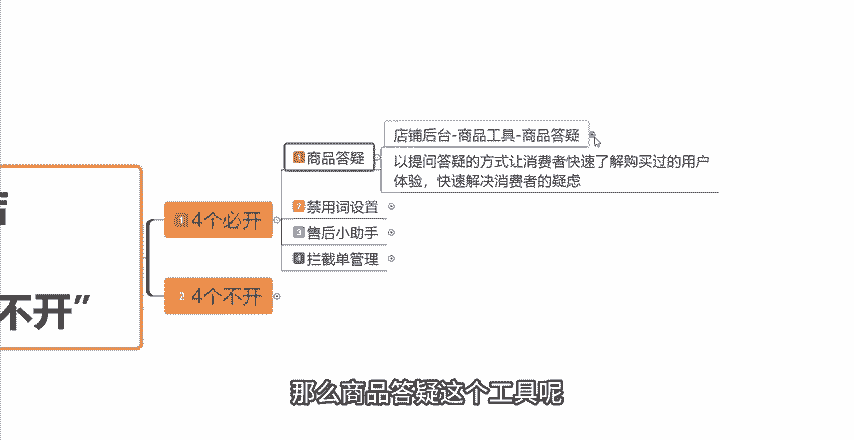 店铺后台-商品工具-商品答疑
1 商品答疑
以提问答疑的方式让消费者快速了解购买过的用户
体验，快速解决消费者的疑虑
2 禁用词设置
1 4个必开
3 售后小助手
4 拦截单管理
2 4个不开
不开”
那么商品答疑这个工具呢